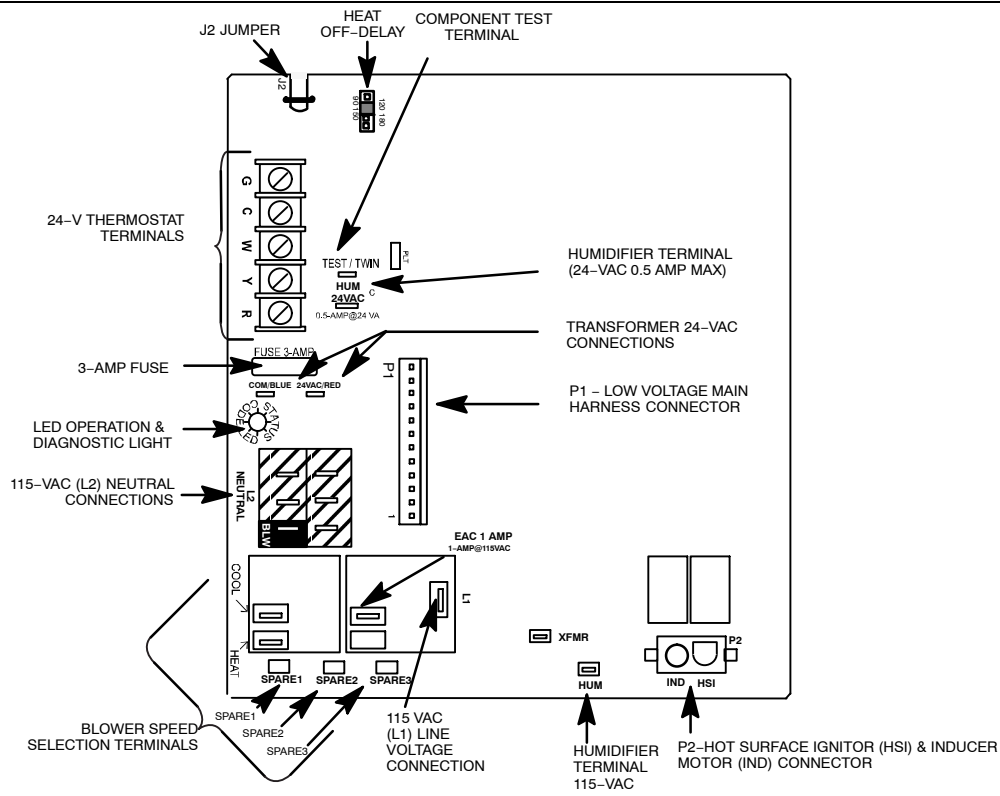 HEAT
OFF–DELAY
COMPONENT TEST
TERMINAL
J2 JUMPER
J2
120 180
90 150
24–V THERMOSTAT
TERMINALS
G
C
W
Y
R
TEST / TWIN
PLT
HUM
24VAC
C
0.5-AMP@24 VA
HUMIDIFIER TERMINAL
(24–VAC 0.5 AMP MAX)
TRANSFORMER 24–VAC
CONNECTIONS
FUSE 3-AMP
3–AMP FUSE
COM/BLUE 24VAC/RED
P1
P1 – LOW VOLTAGE MAIN
HARNESS CONNECTOR
STATUS
CODE LED
LED OPERATION &
DIAGNOSTIC LIGHT
115–VAC (L2) NEUTRAL
CONNECTIONS
L2
NEUTRAL
BLW
1
EAC 1 AMP
1–AMP@115VAC
COOL
HEAT
L1
XFMR
P2
HUM
IND HSI
SPARE1 SPARE2 SPARE3
SPARE1
SPARE2
SPARE3
BLOWER SPEED
SELECTION TERMINALS
115 VAC
(L1) LINE
VOLTAGE
CONNECTION
HUMIDIFIER
TERMINAL
115–VAC
P2–HOT SURFACE IGNITOR (HSI) & INDUCER
MOTOR (IND) CONNECTOR